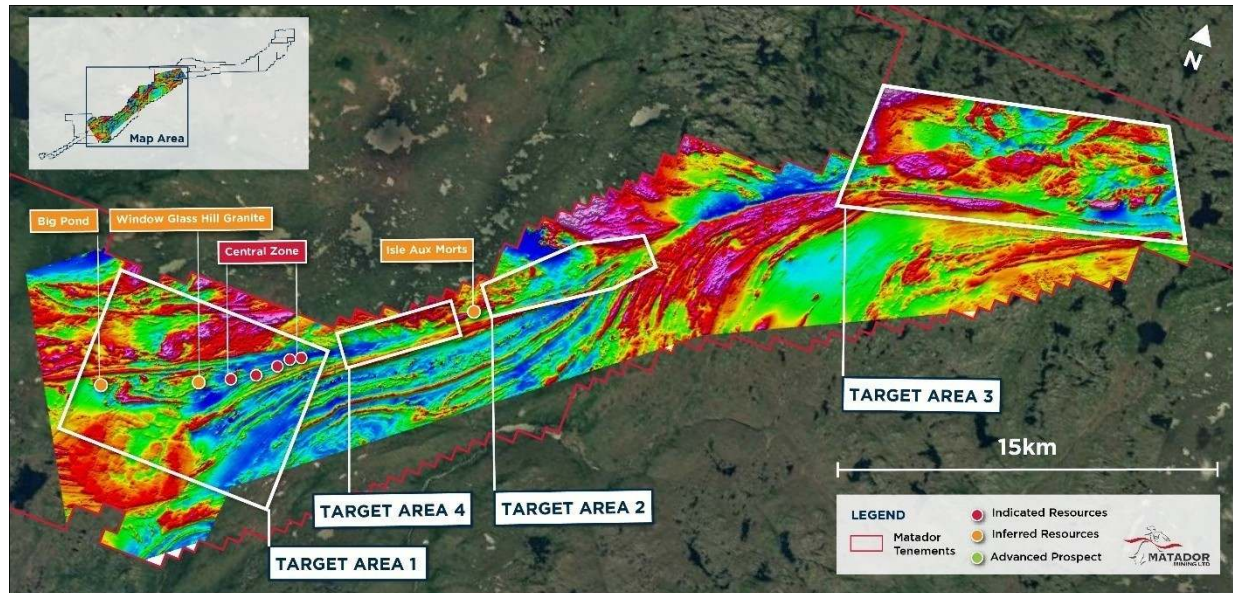 Map Area
N
Big Pond
Window Glass Hill Granite
Central Zone
Isle Aux Morts
TARGET AREA 3
15km
TARGET AREA 4
TARGET AREA 2
TARGET AREA 1
LEGEND
Matador
Tenements
Indicated Resources
Inferred Resources
Advanced Prospect
MATADOR
MINING LTD